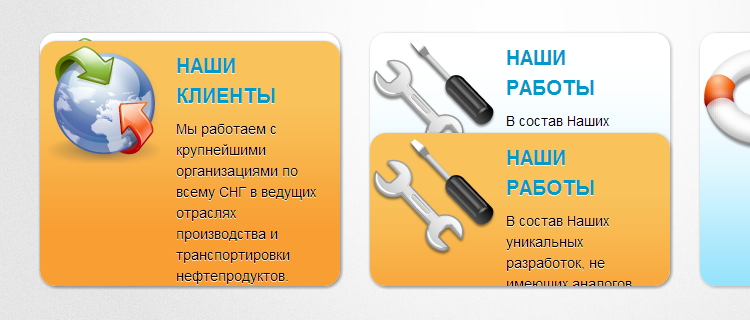 НАШИ
КЛИЕНТЫ
Мы работаем с
крупнейшими
организациями по
всему СНГ в ведущих
отраслях
производства и
транспортировки
нефтепродуктов.
НАШИ
РАБОТЫ
В состав Наших
НАШИ
РАБОТЫ
В состав Наших
уникальных
разработок, не
имеющих аналогов